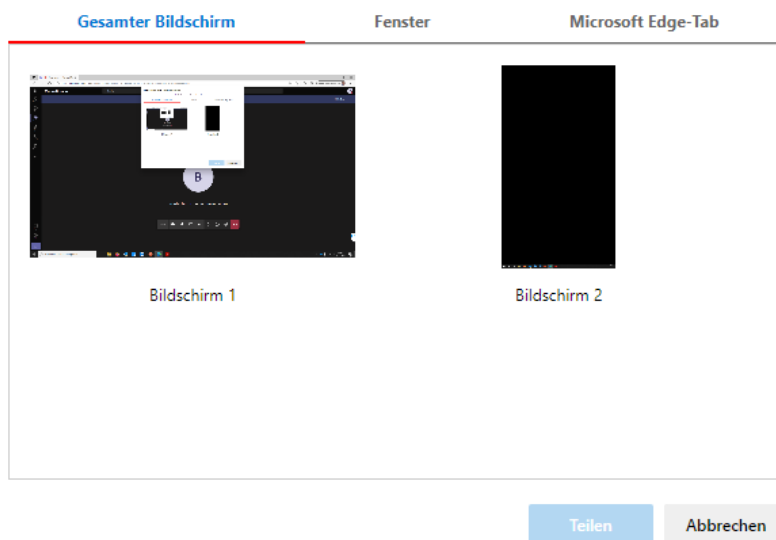 Gesamter Bildschirm
Fenster
Microsoft Edge-Tab
B
Bildschirm 1
Bildschirm 2
Teilen
Abbrechen